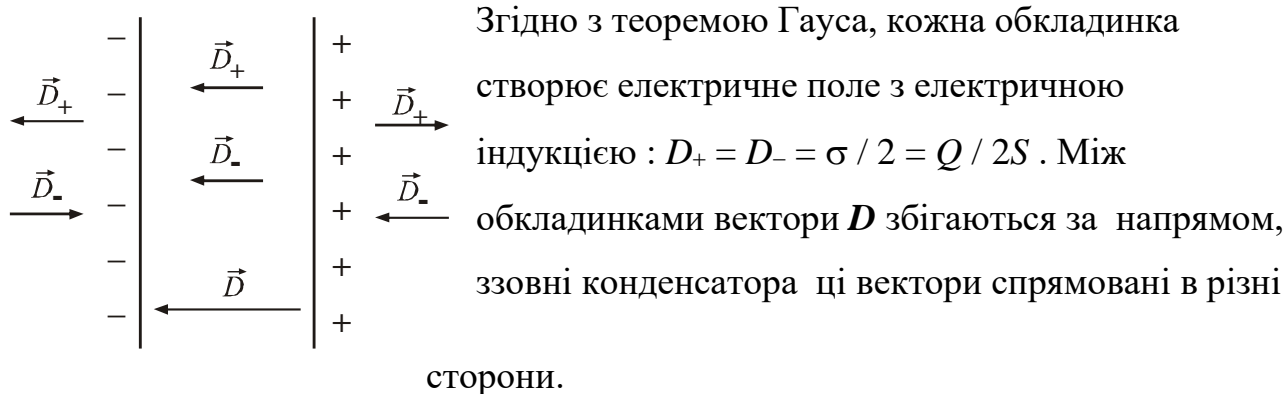 Згідно з теоремою Гауса, кожна обкладинка
створює електричне поле з електричною
індукцією : D₊ = D₋ = σ / 2 = Q / 2S . Між
обкладинками вектори D збігаються за напрямом,
ззовні конденсатора ці вектори спрямовані в різні
сторони.
− +
D⃗₊
D⃗₊ − + D⃗₊
− D⃗₋ +
D⃗₋ − + D⃗₋
− D⃗ +
− +